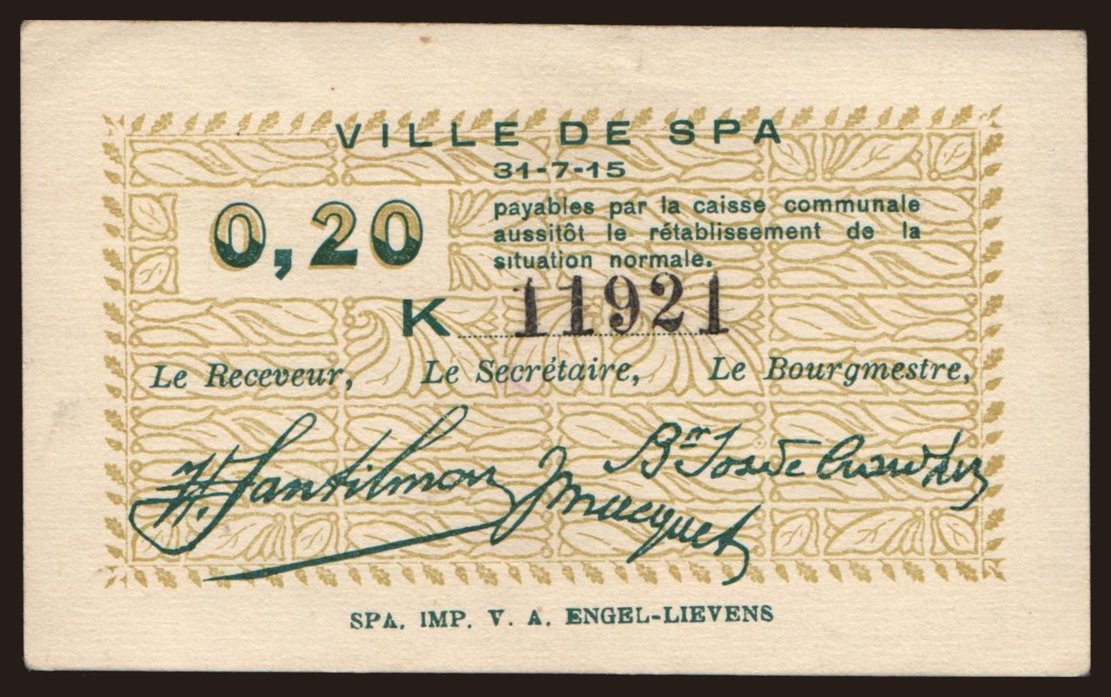 VILLE DE SPA
31-7-15
0,20
payables par la caisse communale
aussitôt le rétablissement de la
situation normale.
K 11921
Le Receveur, Le Secrétaire, Le Bourgmestre,
SPA. IMP. V. A. ENGEL-LIEVENS